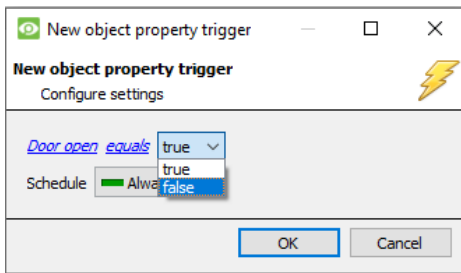 New object property trigger
New object property trigger
Configure settings
Door open equals true
true
Schedule Alwa
false
OK Cancel